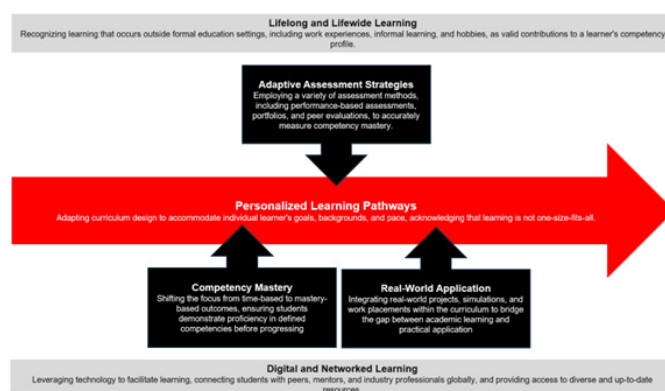 Lifelong and Lifewide Learning
Recognizing learning that occurs outside formal education settings, including work experiences, informal learning, and hobbies, as valid contributions to a learner's competency
profile.
Adaptive Assessment Strategies
Employing a variety of assessment methods,
including performance-based assessments,
portfolios, and peer evaluations, to accurately
measure competency mastery.
Personalized Learning Pathways
Adapting curriculum design to accommodate individual learner's goals, backgrounds, and pace, acknowledging that learning is not one-size-fits-all.
Competency Mastery
Shifting the focus from time-based to mastery-
based outcomes, ensuring students
demonstrate proficiency in defined
competencies before progressing
Real-World Application
Integrating real-world projects, simulations, and
work placements within the curriculum to bridge
the gap between academic learning and
practical application
Digital and Networked Learning
Leveraging technology to facilitate learning, connecting students with peers, mentors, and industry professionals globally, and providing access to diverse and up-to-date
resources.